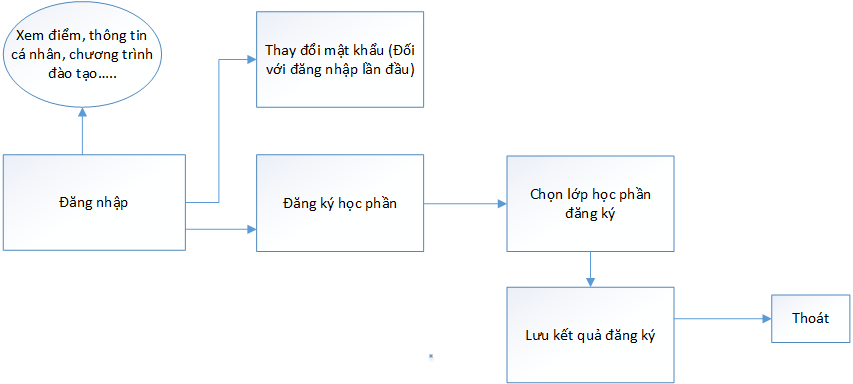 Xem điểm, thông tin
cá nhân, chương trình
đào tạo…..
Thay đổi mật khẩu (Đối
với đăng nhập lần đầu)
Đăng nhập
Đăng ký học phần
Chọn lớp học phần
đăng ký
Lưu kết quả đăng ký
Thoát